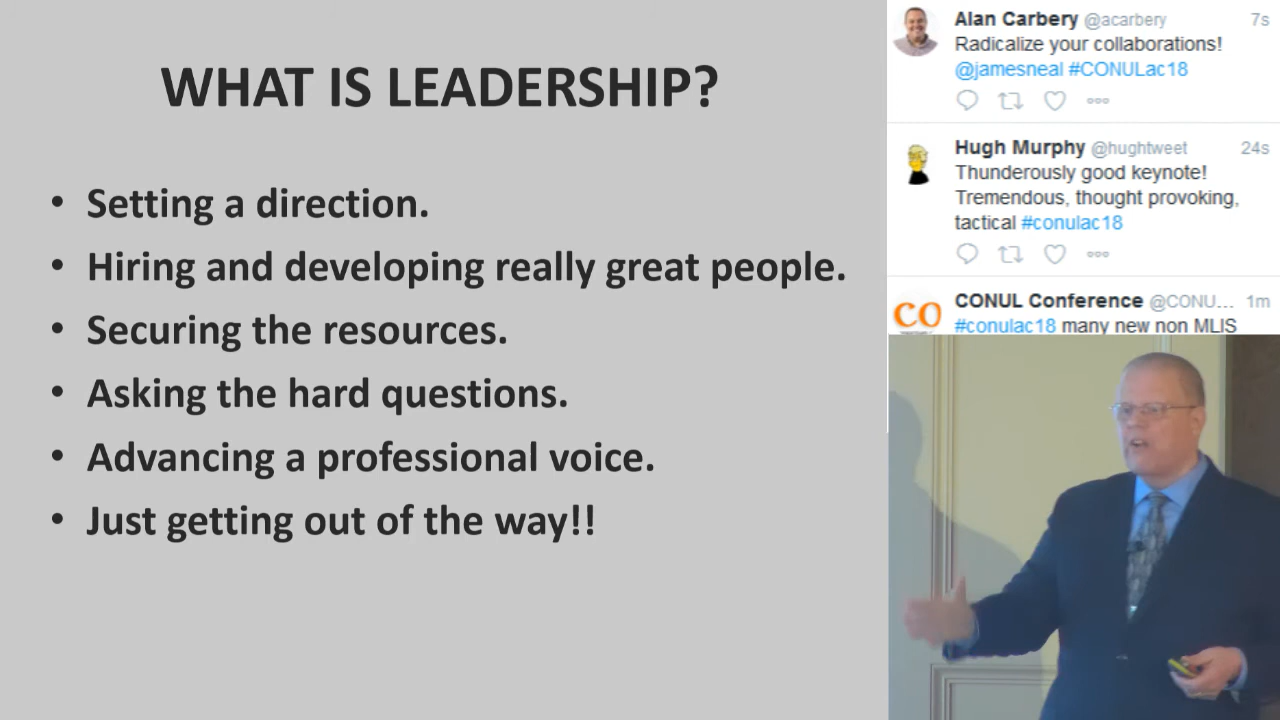 WHAT IS LEADERSHIP?
• Setting a direction.
• Hiring and developing really great people.
• Securing the resources.
• Asking the hard questions.
• Advancing a professional voice.
• Just getting out of the way!!
Alan Carbery @acarbery 7s
Radicalize your collaborations!
@jamesneal #CONULac18
Hugh Murphy @hughtweet 24s
Thunderously good keynote!
Tremendous, thought provoking,
tactical #conulac18
CO
CONUL Conference @CONU... 1m
#conulac18 many new non MLIS